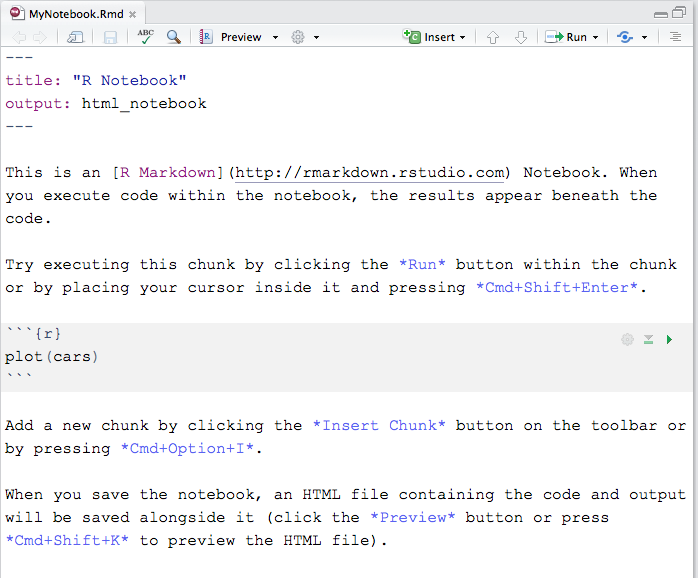 MyNotebook.Rmd
ABC Preview Insert Run
---
title: "R Notebook"
output: html_notebook
---
This is an [R Markdown](http://rmarkdown.rstudio.com) Notebook. When
you execute code within the notebook, the results appear beneath the
code.
Try executing this chunk by clicking the *Run* button within the chunk
or by placing your cursor inside it and pressing *Cmd+Shift+Enter*.
```{r}
plot(cars)
```
Add a new chunk by clicking the *Insert Chunk* button on the toolbar or
by pressing *Cmd+Option+I*.
When you save the notebook, an HTML file containing the code and output
will be saved alongside it (click the *Preview* button or press
*Cmd+Shift+K* to preview the HTML file).